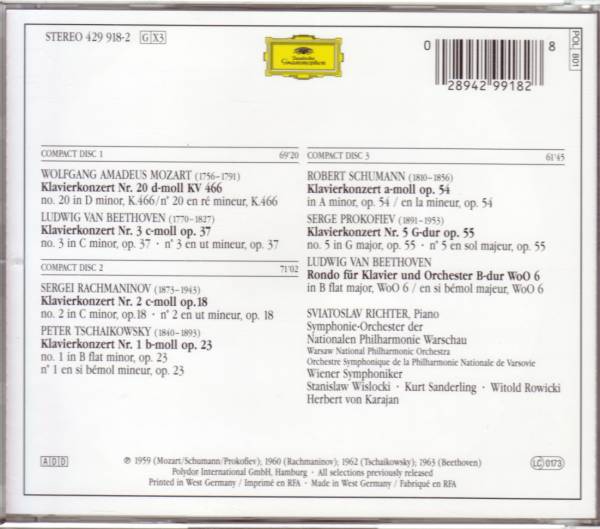 STEREO 429 918-2 G X3
Deutsche
Grammophon
0 28942 99182 8
POL 801
COMPACT DISC 1 69'20
WOLFGANG AMADEUS MOZART (1756–1791)
Klavierkonzert Nr. 20 d-moll KV 466
no. 20 in D minor, K.466/n° 20 en ré mineur, K.466
LUDWIG VAN BEETHOVEN (1770–1827)
Klavierkonzert Nr. 3 c-moll op. 37
no. 3 in C minor, op. 37 · n° 3 en ut mineur, op. 37
COMPACT DISC 2 71'02
SERGEI RACHMANINOV (1873–1943)
Klavierkonzert Nr. 2 c-moll op.18
no. 2 in C minor, op.18 · n° 2 en ut mineur, op. 18
PETER TSCHAIKOWSKY (1840–1893)
Klavierkonzert Nr. 1 b-moll op. 23
no. 1 in B flat minor, op. 23
n° 1 en si bémol mineur, op. 23
COMPACT DISC 3 61'45
ROBERT SCHUMANN (1810–1856)
Klavierkonzert a-moll op. 54
in A minor, op. 54 / en la mineur, op. 54
SERGE PROKOFIEV (1891–1953)
Klavierkonzert Nr. 5 G-dur op. 55
no. 5 in G major, op. 55 · n° 5 en sol majeur, op. 55
LUDWIG VAN BEETHOVEN
Rondo für Klavier und Orchester B-dur WoO 6
in B flat major, WoO 6 / en si bémol majeur, WoO 6
SVIATOSLAV RICHTER, Piano
Symphonie-Orchester der
Nationalen Philharmonie Warschau
Warsaw National Philharmonic Orchestra
Orchestre Symphonique de la Philharmonie Nationale de Varsovie
Wiener Symphoniker
Stanislaw Wislocki · Kurt Sanderling · Witold Rowicki
Herbert von Karajan
ADD
℗ 1959 (Mozart/Schumann/Prokofiev); 1960 (Rachmaninov); 1962 (Tschaikowsky); 1963 (Beethoven)
Polydor International GmbH, Hamburg · All selections previously released
Printed in West Germany / Imprimé en RFA · Made in West Germany / Fabriqué en RFA
LC 0173